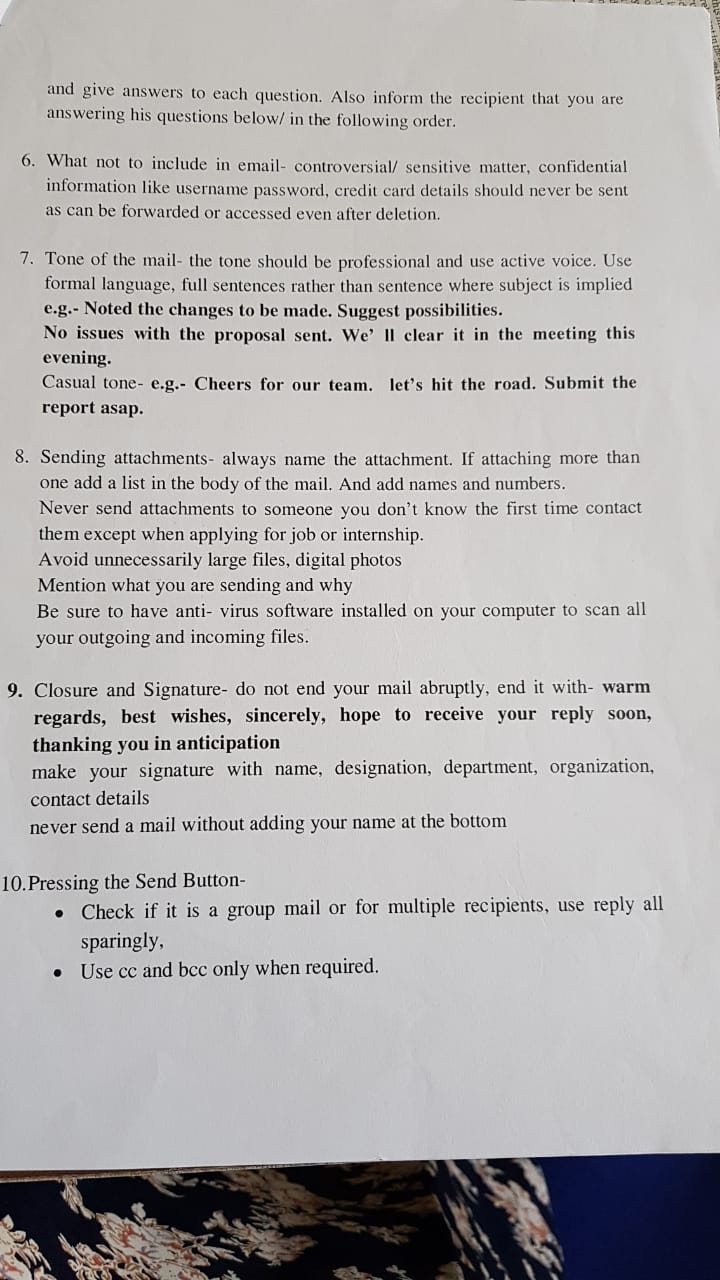 and give answers to each question. Also inform the recipient that you are
answering his questions below/ in the following order.
6. What not to include in email- controversial/ sensitive matter, confidential
information like username password, credit card details should never be sent
as can be forwarded or accessed even after deletion.
7. Tone of the mail- the tone should be professional and use active voice. Use
formal language, full sentences rather than sentence where subject is implied
e.g.- Noted the changes to be made. Suggest possibilities.
No issues with the proposal sent. We' ll clear it in the meeting this
evening.
Casual tone- e.g.- Cheers for our team. let's hit the road. Submit the
report asap.
8. Sending attachments- always name the attachment. If attaching more than
one add a list in the body of the mail. And add names and numbers.
Never send attachments to someone you don't know the first time contact
them except when applying for job or internship.
Avoid unnecessarily large files, digital photos
Mention what you are sending and why
Be sure to have anti- virus software installed on your computer to scan all
your outgoing and incoming files.
9. Closure and Signature- do not end your mail abruptly, end it with- warm
regards, best wishes, sincerely, hope to receive your reply soon,
thanking you in anticipation
make your signature with name, designation, department, organization,
contact details
never send a mail without adding your name at the bottom
10.Pressing the Send Button-
• Check if it is a group mail or for multiple recipients, use reply all
sparingly,
• Use cc and bcc only when required.